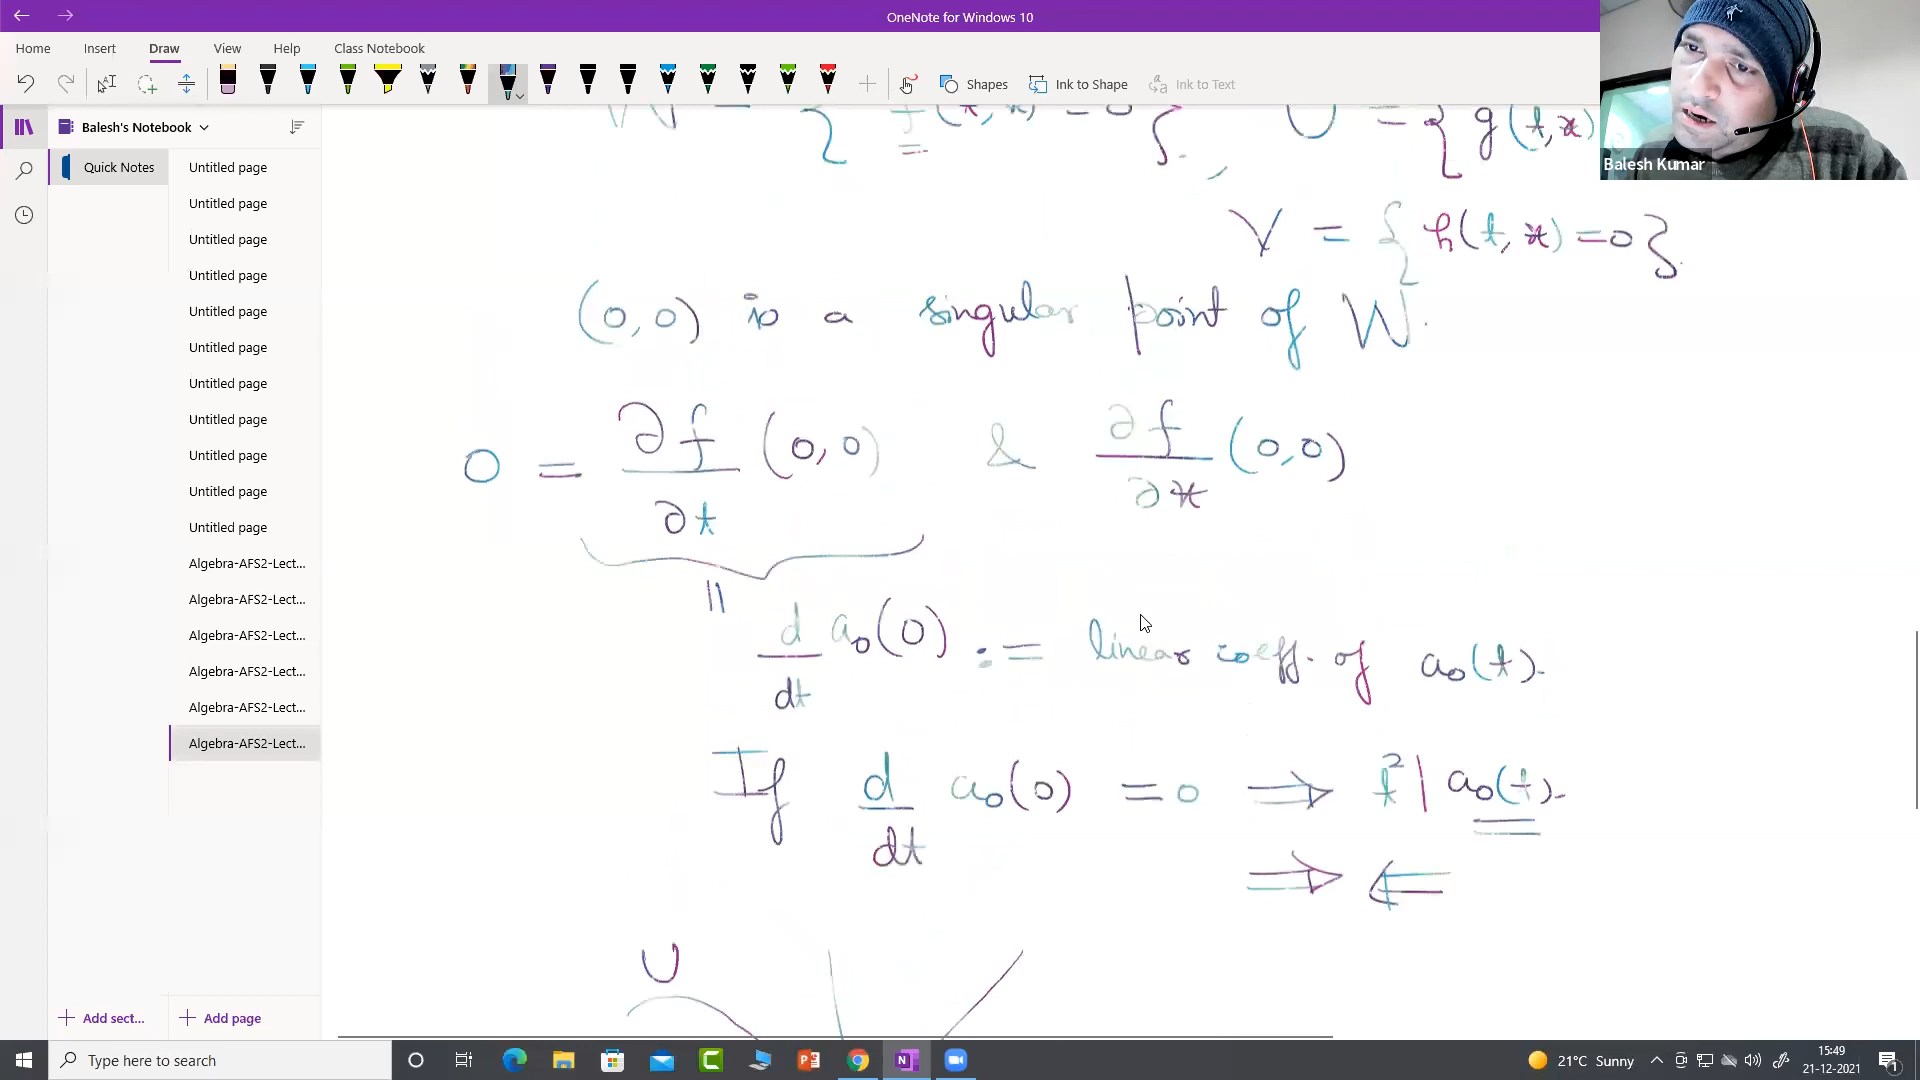 OneNote for Windows 10
Home Insert Draw View Help Class Notebook
Shapes Ink to Shape Ink to Text
Balesh Kumar
Balesh's Notebook
Quick Notes
Untitled page
Untitled page
Untitled page
Untitled page
Untitled page
Untitled page
Untitled page
Untitled page
Untitled page
Untitled page
Untitled page
Algebra-AFS2-Lect...
Algebra-AFS2-Lect...
Algebra-AFS2-Lect...
Algebra-AFS2-Lect...
Algebra-AFS2-Lect...
Algebra-AFS2-Lect...
Add sect... Add page
W = { f(t,x) = 0 }, U = { g(t,x)
V = { h(t,x) = 0 }.
(0,0) is a singular point of W.
0 = ∂f/∂t (0,0) & ∂f/∂x (0,0)
||
d/dt a₀(0) := linear coeff. of a₀(t).
If d/dt a₀(0) = 0 ⟹ t² | a₀(t).
⟹ ⟸
U
Type here to search
21°C Sunny
15:49
21-12-2021
1